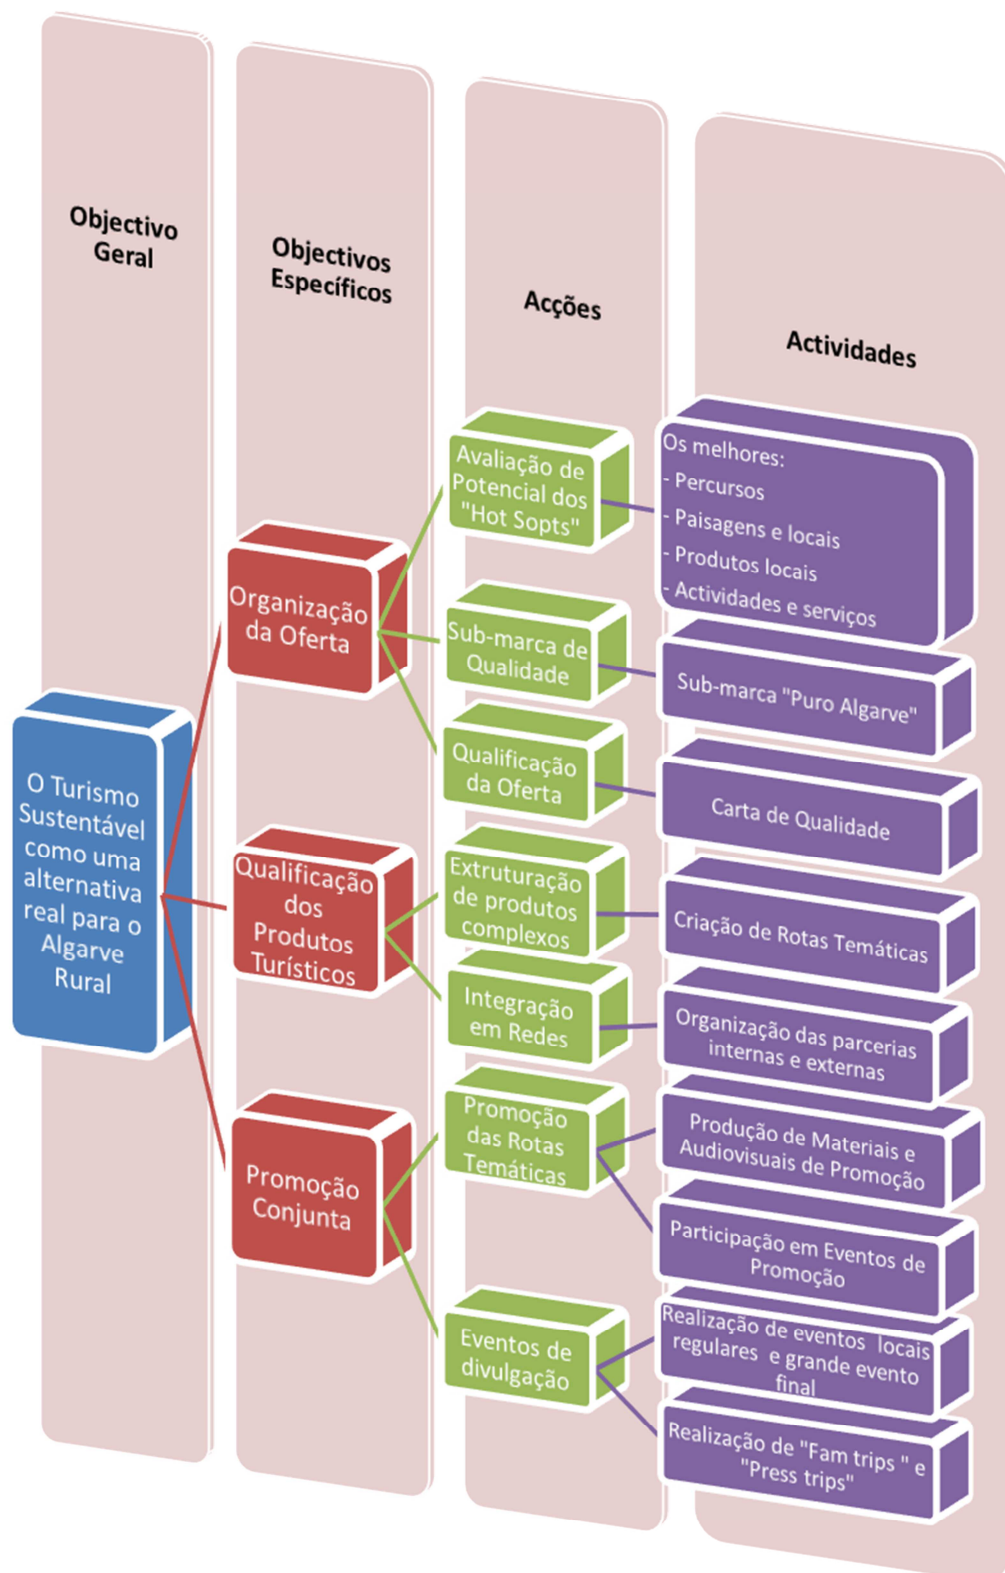 Objectivo
Geral
Objectivos
Específicos
Acções
Actividades
O Turismo
Sustentável
como uma
alternativa
real para o
Algarve
Rural
Organização
da Oferta
Qualificação
dos
Produtos
Turísticos
Promoção
Conjunta
Avaliação de
Potencial dos
"Hot Sopts"
Sub-marca de
Qualidade
Qualificação
da Oferta
Extruturação
de produtos
complexos
Integração
em Redes
Promoção
das Rotas
Temáticas
Eventos de
divulgação
Os melhores:
- Percursos
- Paisagens e locais
- Produtos locais
- Actividades e serviços
Sub-marca "Puro Algarve"
Carta de Qualidade
Criação de Rotas Temáticas
Organização das parcerias
internas e externas
Produção de Materiais e
Audiovisuais de Promoção
Participação em Eventos de
Promoção
Realização de eventos locais
regulares e grande evento
final
Realização de "Fam trips " e
"Press trips"